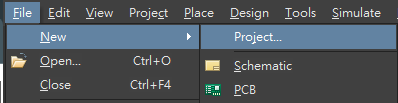 File Edit View Project Place Design Tools Simulate
New Project...
Open... Ctrl+O Schematic
Close Ctrl+F4 PCB